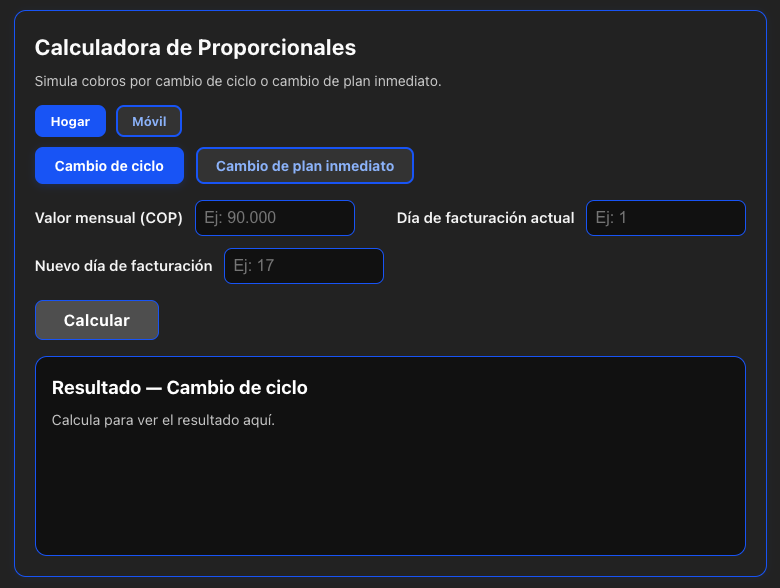 Calculadora de Proporcionales
Simula cobros por cambio de ciclo o cambio de plan inmediato.
Hogar Móvil
Cambio de ciclo Cambio de plan inmediato
Valor mensual (COP) Ej: 90.000 Día de facturación actual Ej: 1
Nuevo día de facturación Ej: 17
Calcular
Resultado — Cambio de ciclo
Calcula para ver el resultado aquí.